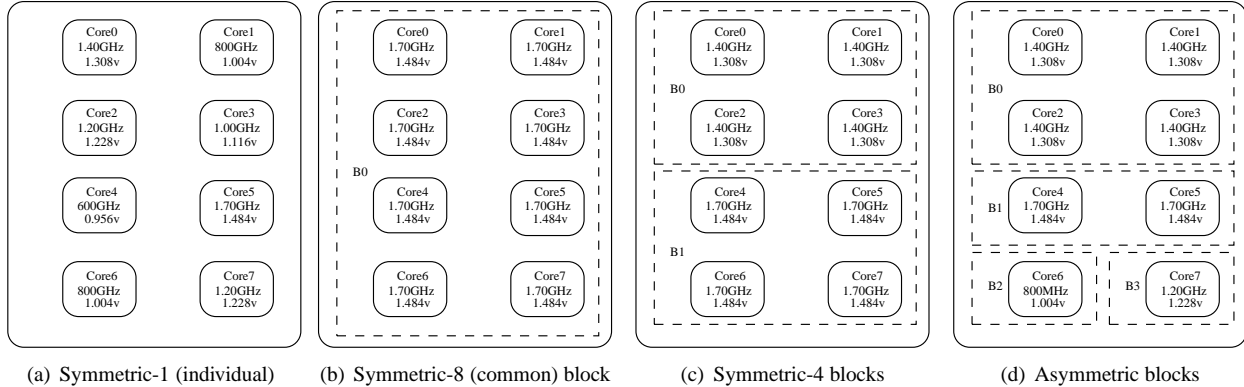 Core0
1.40GHz
1.308v
Core1
800GHz
1.004v
Core2
1.20GHz
1.228v
Core3
1.00GHz
1.116v
Core4
600GHz
0.956v
Core5
1.70GHz
1.484v
Core6
800GHz
1.004v
Core7
1.20GHz
1.228v
(a) Symmetric-1 (individual)
Core0
1.70GHz
1.484v
Core1
1.70GHz
1.484v
Core2
1.70GHz
1.484v
Core3
1.70GHz
1.484v
B0
Core4
1.70GHz
1.484v
Core5
1.70GHz
1.484v
Core6
1.70GHz
1.484v
Core7
1.70GHz
1.484v
(b) Symmetric-8 (common) block
Core0
1.40GHz
1.308v
Core1
1.40GHz
1.308v
B0
Core2
1.40GHz
1.308v
Core3
1.40GHz
1.308v
Core4
1.70GHz
1.484v
Core5
1.70GHz
1.484v
B1
Core6
1.70GHz
1.484v
Core7
1.70GHz
1.484v
(c) Symmetric-4 blocks
Core0
1.40GHz
1.308v
Core1
1.40GHz
1.308v
B0
Core2
1.40GHz
1.308v
Core3
1.40GHz
1.308v
B1
Core4
1.70GHz
1.484v
Core5
1.70GHz
1.484v
B2
Core6
800MHz
1.004v
B3
Core7
1.20GHz
1.228v
(d) Asymmetric blocks